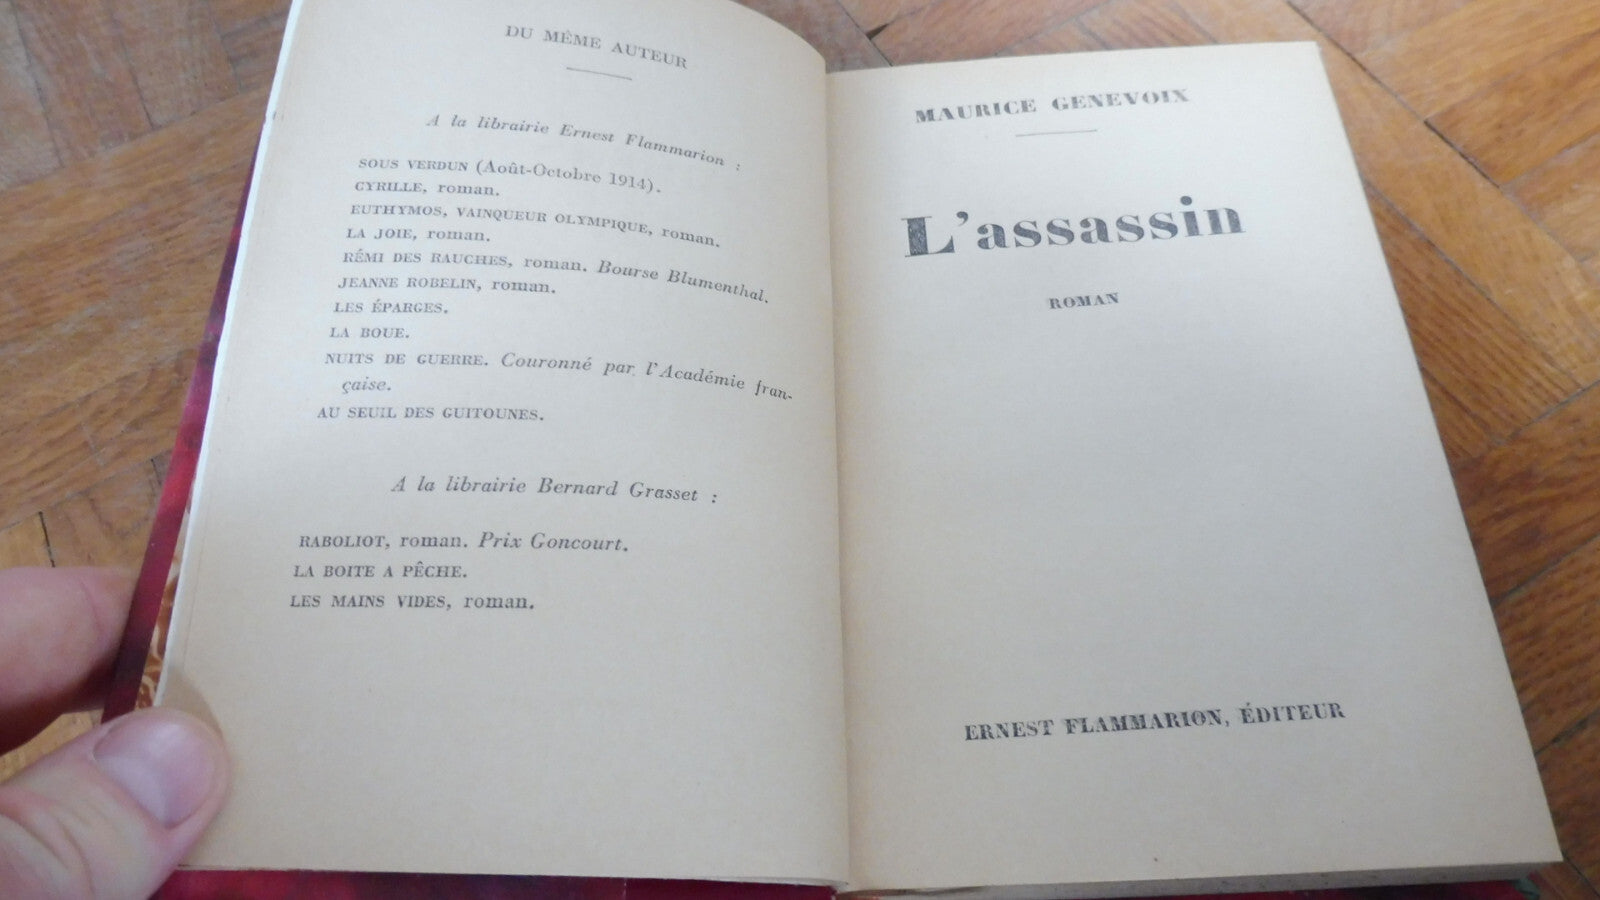 DU MÊME AUTEUR
A la librairie Ernest Flammarion :
SOUS VERDUN (Août-Octobre 1914).
CYRILLE, roman.
EUTHYMOS, VAINQUEUR OLYMPIQUE, roman.
LA JOIE, roman.
RÉMI DES RAUCHES, roman. Bourse Blumenthal.
JEANNE ROBELIN, roman.
LES ÉPARGES.
LA BOUE.
NUITS DE GUERRE. Couronné par l'Académie fran-
çaise.
AU SEUIL DES GUITOUNES.
A la librairie Bernard Grasset :
RABOLIOT, roman. Prix Goncourt.
LA BOITE A PÊCHE.
LES MAINS VIDES, roman.
MAURICE GENEVOIX
L'assassin
ROMAN
ERNEST FLAMMARION, ÉDITEUR